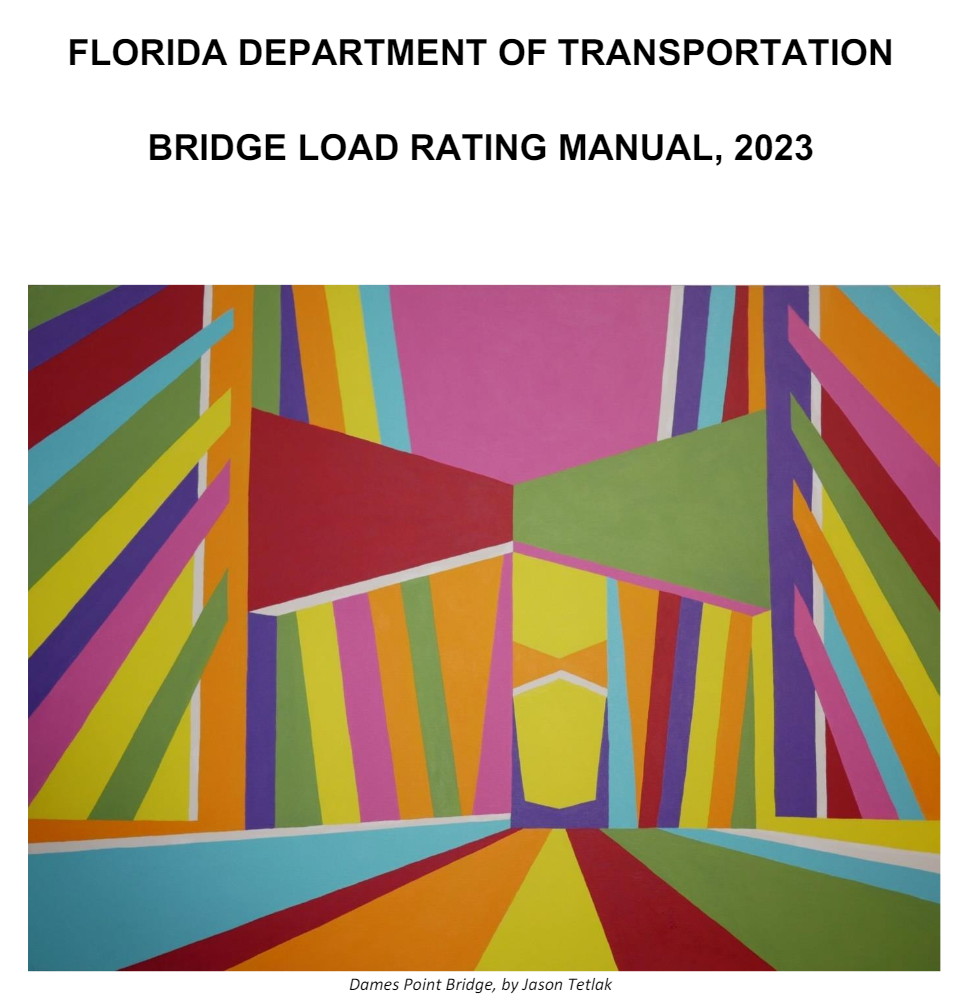 FLORIDA DEPARTMENT OF TRANSPORTATION
BRIDGE LOAD RATING MANUAL, 2023
Dames Point Bridge, by Jason Tetlak